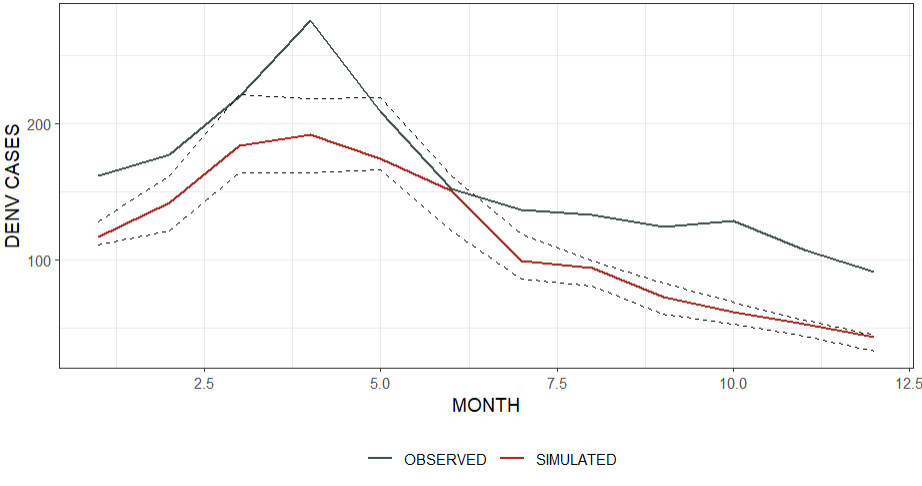 DENV CASES
200
100
2.5 5.0 7.5 10.0 12.5
MONTH
OBSERVED SIMULATED